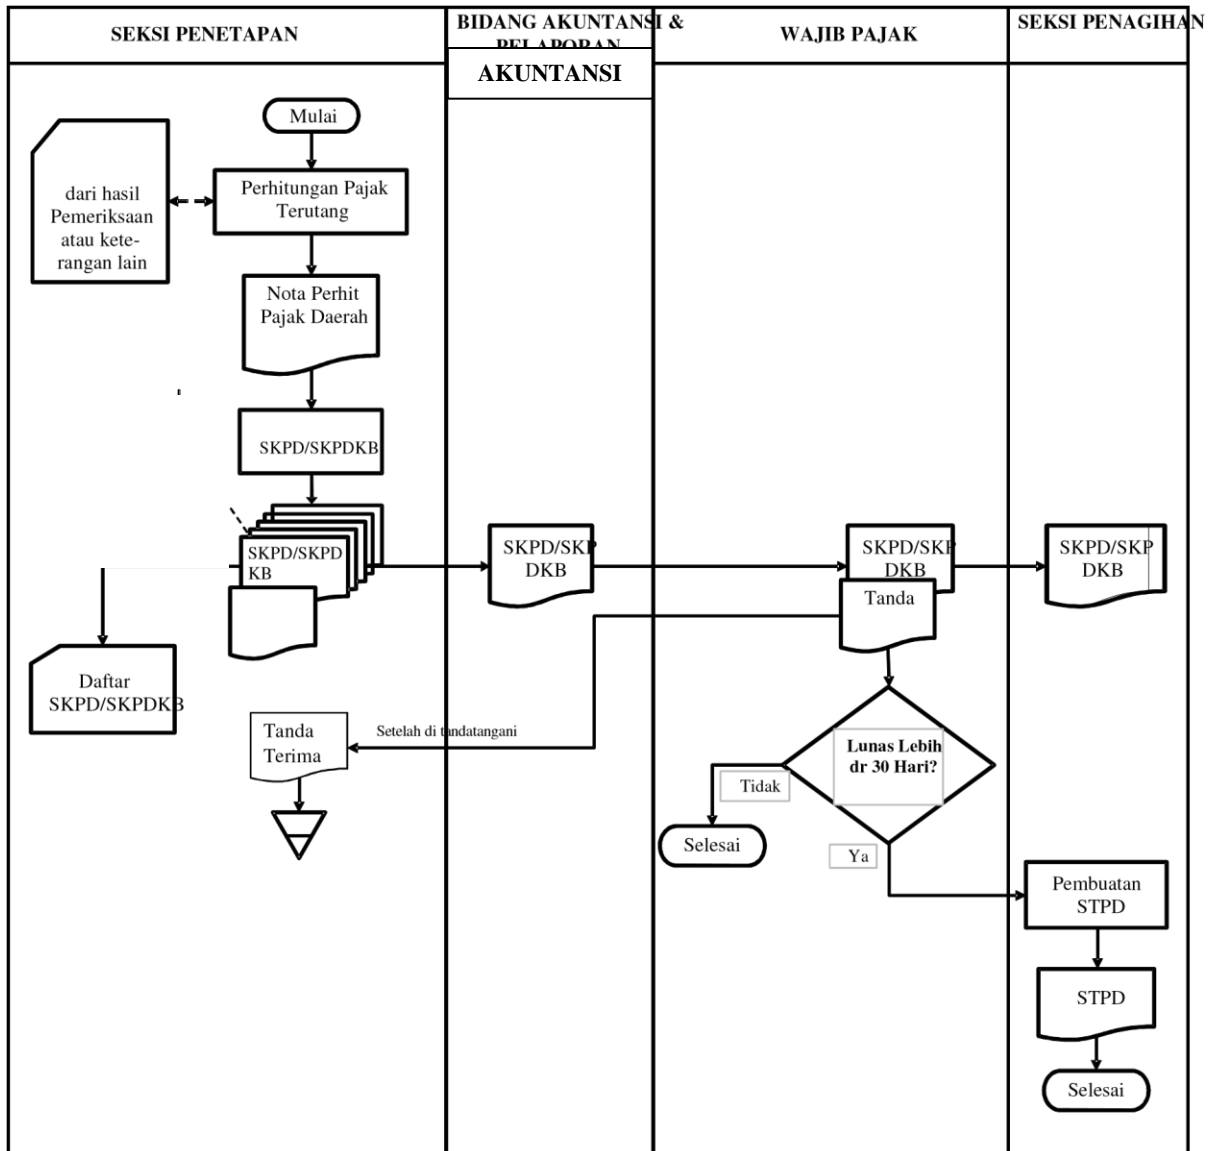 SEKSI PENETAPAN
BIDANG AKUNTANSI &
PELAPORAN
AKUNTANSI
WAJIB PAJAK
SEKSI PENAGIHAN
Mulai
dari hasil
Pemeriksaan
atau kete-
rangan lain
Perhitungan Pajak
Terutang
Nota Perhit
Pajak Daerah
SKPD/SKPDKB
SKPD/SKPD
KB
SKPD/SKP
DKB
SKPD/SKP
DKB
SKPD/SKP
DKB
Tanda
Daftar
SKPD/SKPDKB
Tanda
Terima
Setelah di tandatangani
Lunas Lebih
dr 30 Hari?
Tidak
Selesai
Ya
Pembuatan
STPD
STPD
Selesai